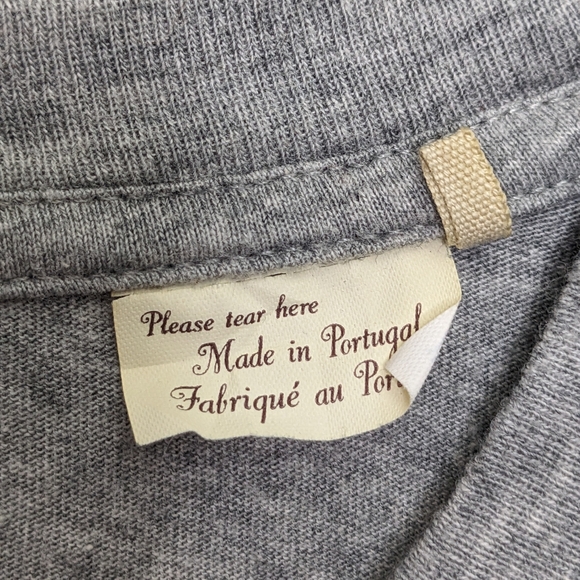 Please tear here
Made in Portugal
Fabriqué au Por